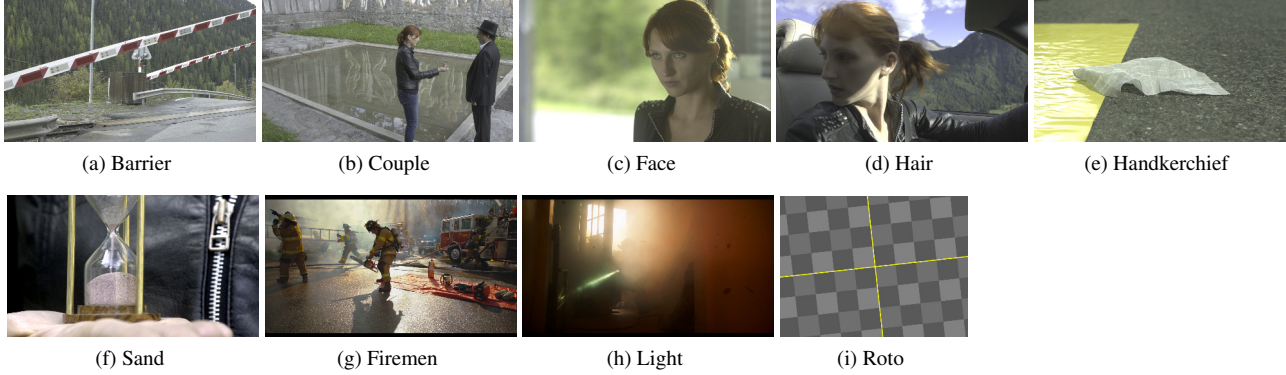 (a) Barrier
(b) Couple
(c) Face
(d) Hair
(e) Handkerchief
(f) Sand
(g) Firemen
(h) Light
(i) Roto